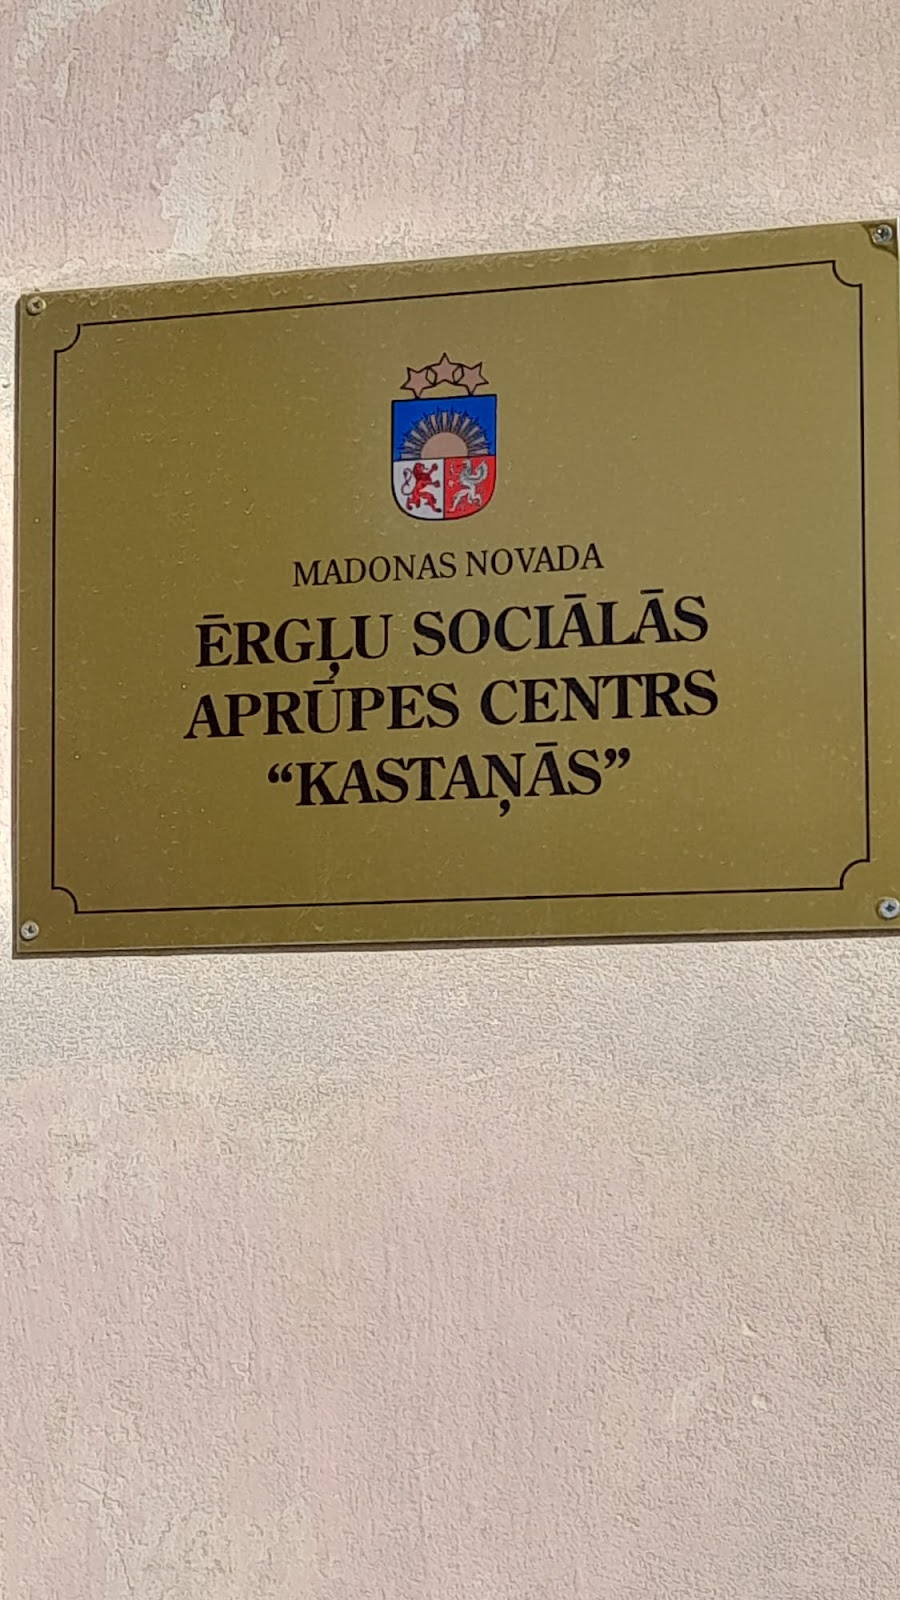 MADONAS NOVADA
ĒRGĻU SOCIĀLĀS
APRŪPES CENTRS
“KASTAŅĀS”